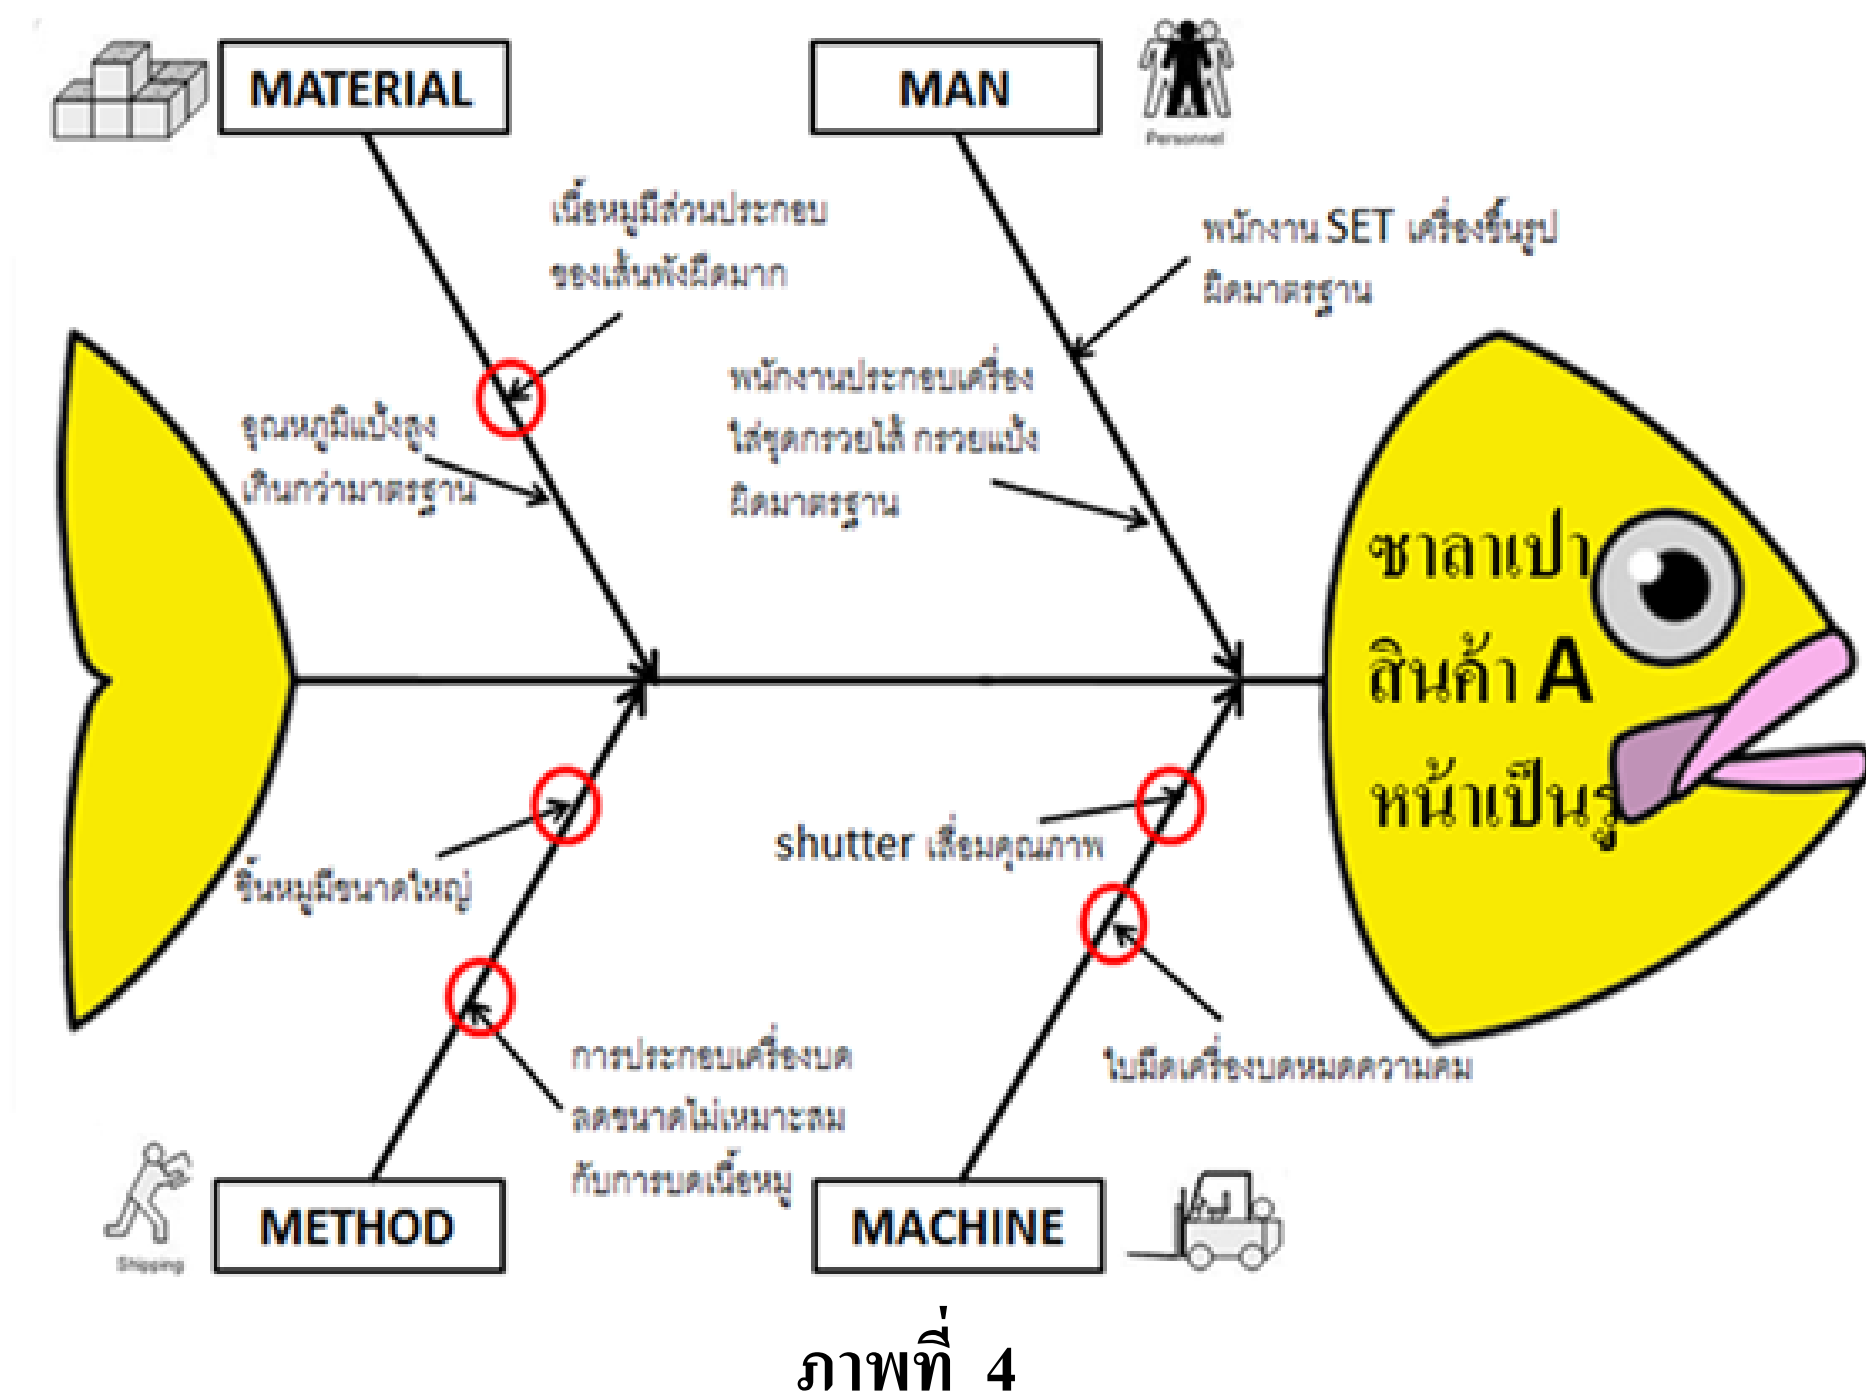 MATERIAL
MAN
Personnel
เนื้อหมูมีส่วนประกอบ
ของเส้นพังผืดมาก
พนักงาน SET เครื่องขึ้นรูป
ผิดมาตรฐาน
อุณหภูมิแป้งสูง
เกินกว่ามาตรฐาน
พนักงานประกอบเครื่อง
ใส่ชุดกรวยไส้ กรวยแป้ง
ผิดมาตรฐาน
ซาลาเปา
สินค้า A
หน้าเป็นรู
shutter เสื่อมคุณภาพ
ชิ้นหมูมีขนาดใหญ่
การประกอบเครื่องบด
ลดขนาดไม่เหมาะสม
กับการบดเนื้อหมู
ใบมีดเครื่องบดหมดความคม
Shipping
METHOD
MACHINE
ภาพที่ 4